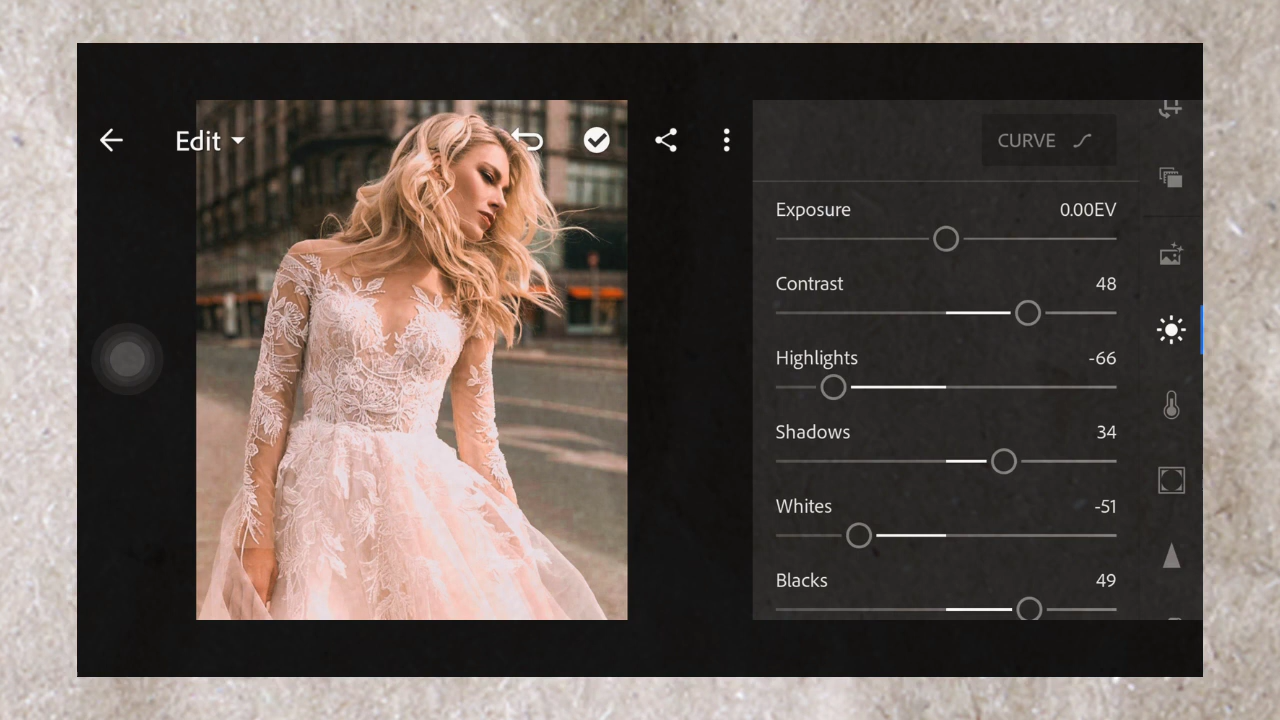 Edit
CURVE
Exposure 0.00EV
Contrast 48
Highlights -66
Shadows 34
Whites -51
Blacks 49